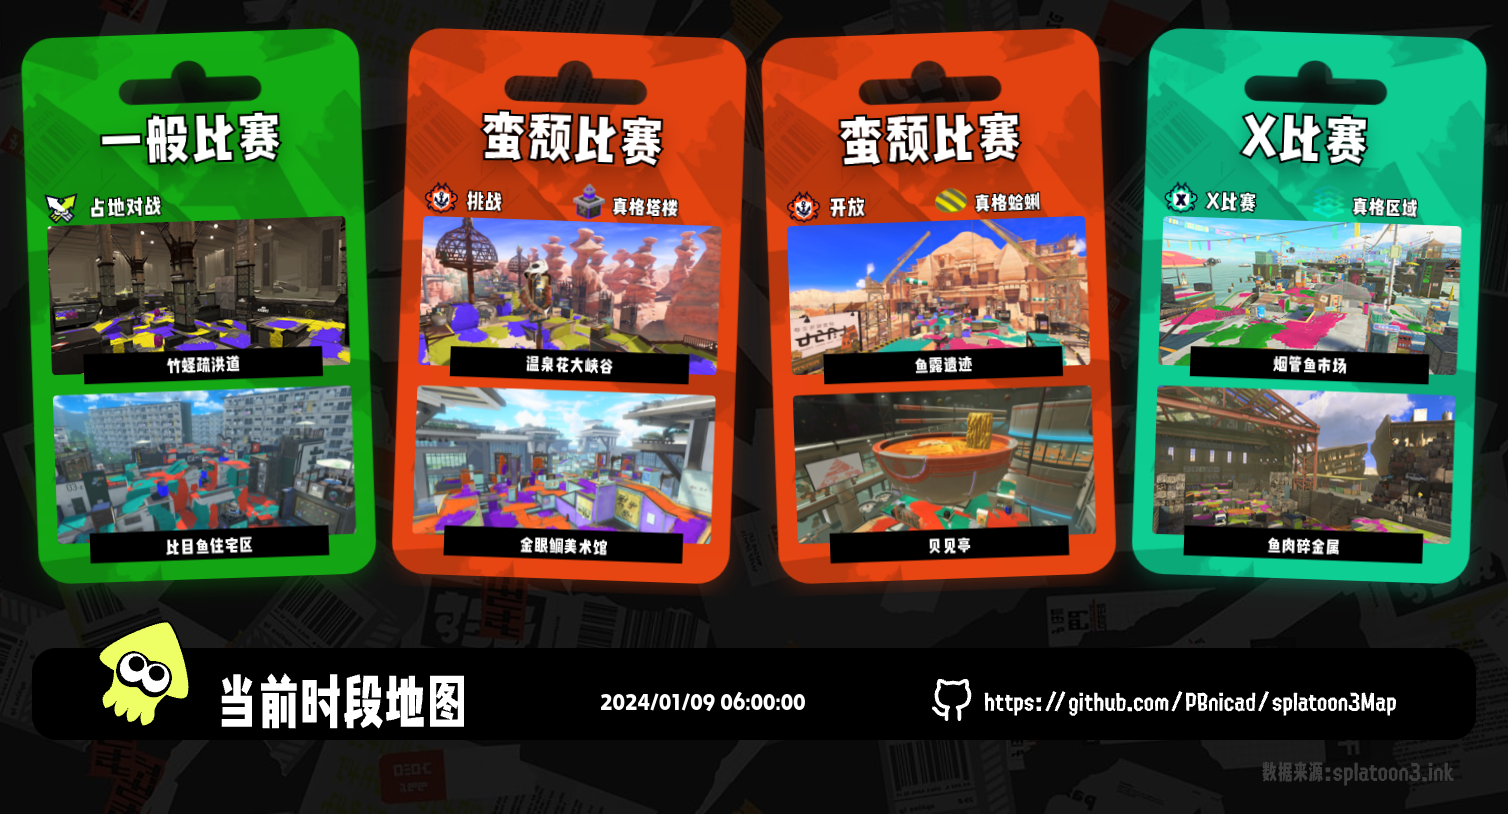 一般比赛
占地对战
竹蛏疏洪道
比目鱼住宅区
蛮颓比赛
挑战
真格塔楼
温泉花大峡谷
金眼鲷美术馆
蛮颓比赛
开放
真格蛤蜊
鱼露遗迹
贝见亭
X比赛
X比赛
真格区域
烟管鱼市场
鱼肉碎金属
当前时段地图
2024/01/09 06:00:00
https://github.com/PBnicad/splatoon3Map
数据来源:splatoon3.ink